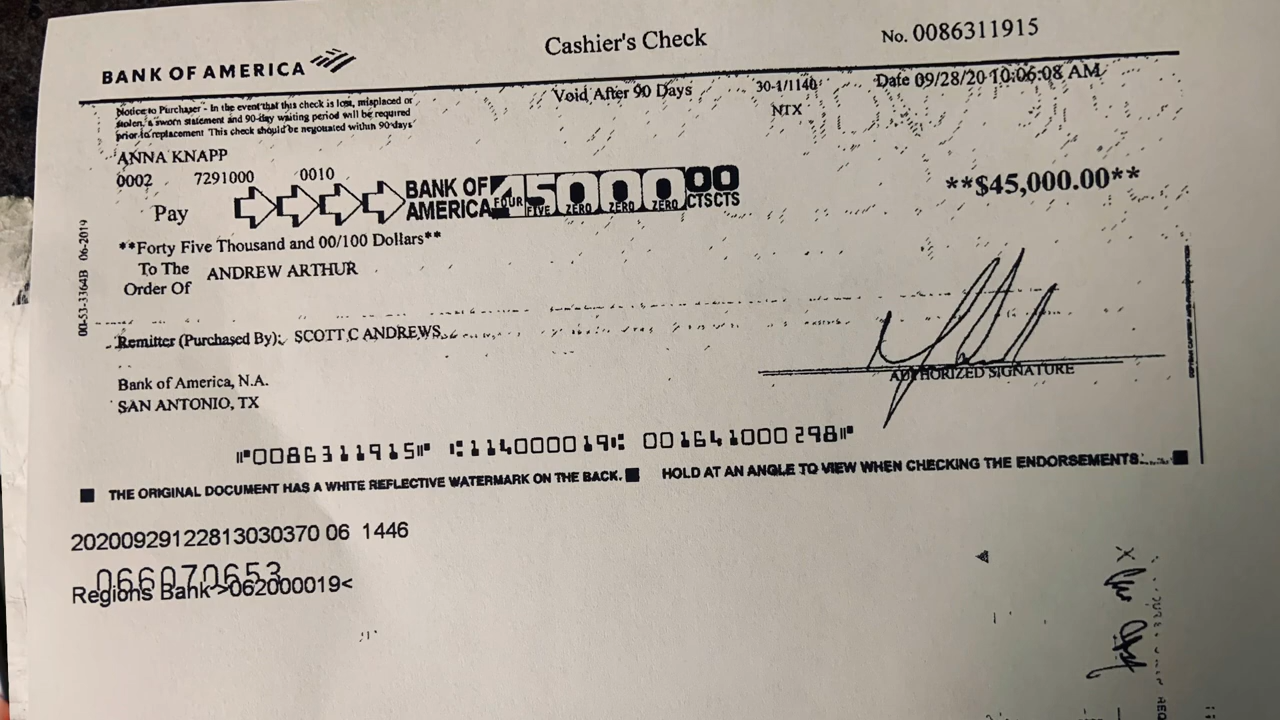 BANK OF AMERICA
Cashier's Check
No. 0086311915
Notice to Purchaser - In the event that this check is lost, misplaced or
stolen, a sworn statement and 90-day waiting period will be required
prior to replacement This check should be negotiated within 90 days
Void After 90 Days
30-1/1140
NTX
Date 09/28/20 10:06:08 AM
ANNA KNAPP
0002 7291000 0010
Pay
BANK OF
AMERICA
45000 00
FOUR FIVE ZERO ZERO ZERO CTSCTS
**$45,000.00**
**Forty Five Thousand and 00/100 Dollars**
To The
Order Of
ANDREW ARTHUR
00-53-3364B 06-2019
Remitter (Purchased By): SCOTT C ANDREWS
Bank of America, N.A.
SAN ANTONIO, TX
AUTHORIZED SIGNATURE
⑈0086311915⑈ ⑆114000019⑆ 001641000298⑈
THE ORIGINAL DOCUMENT HAS A WHITE REFLECTIVE WATERMARK ON THE BACK.
HOLD AT AN ANGLE TO VIEW WHEN CHECKING THE ENDORSEMENTS.
20200929122813030370 06 1446
066070653
Regions Bank >062000019<
X